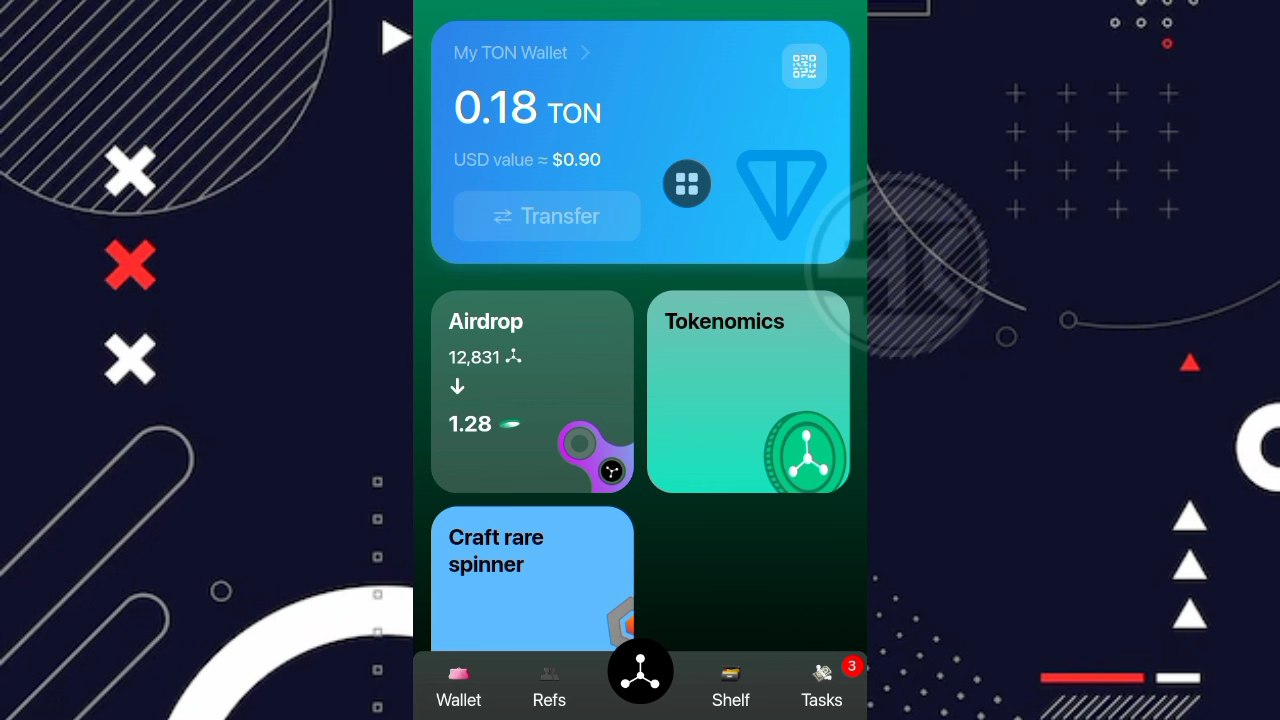 My TON Wallet
0.18 TON
USD value ≈ $0.90
Transfer
Airdrop
12,831
1.28
Tokenomics
Craft rare
spinner
Wallet
Refs
Shelf
Tasks
3